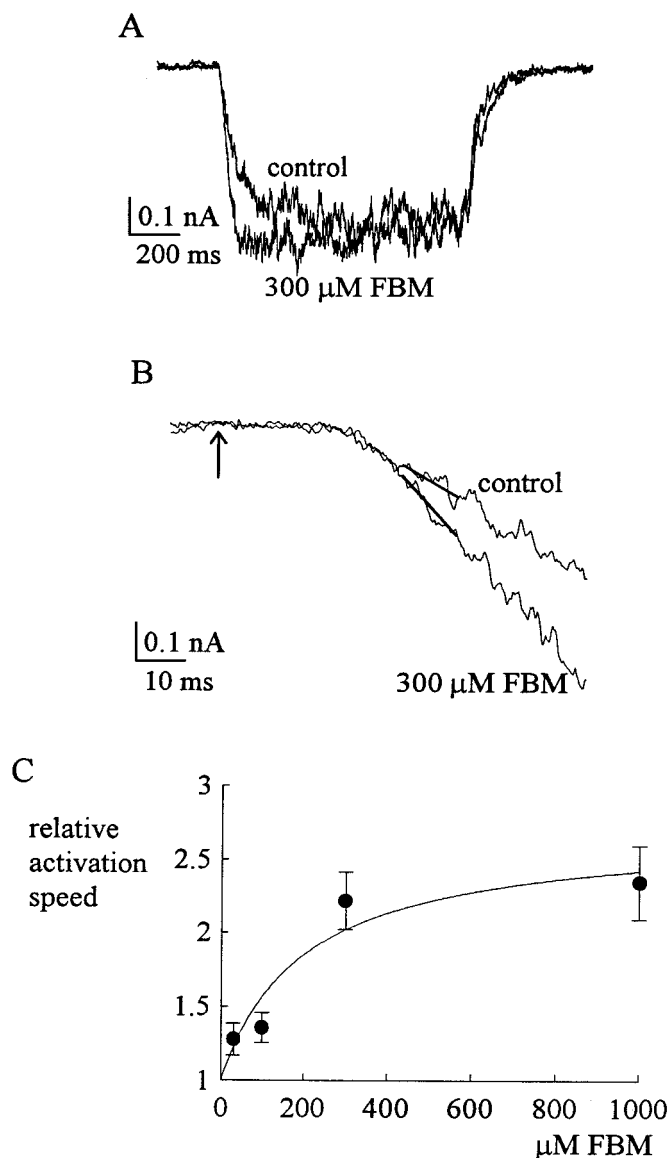 A
control
0.1 nA
200 ms
300 μM FBM
B
control
0.1 nA
10 ms
300 μM FBM
C
relative
activation
speed
3
2.5
2
1.5
1
0 200 400 600 800 1000
μM FBM